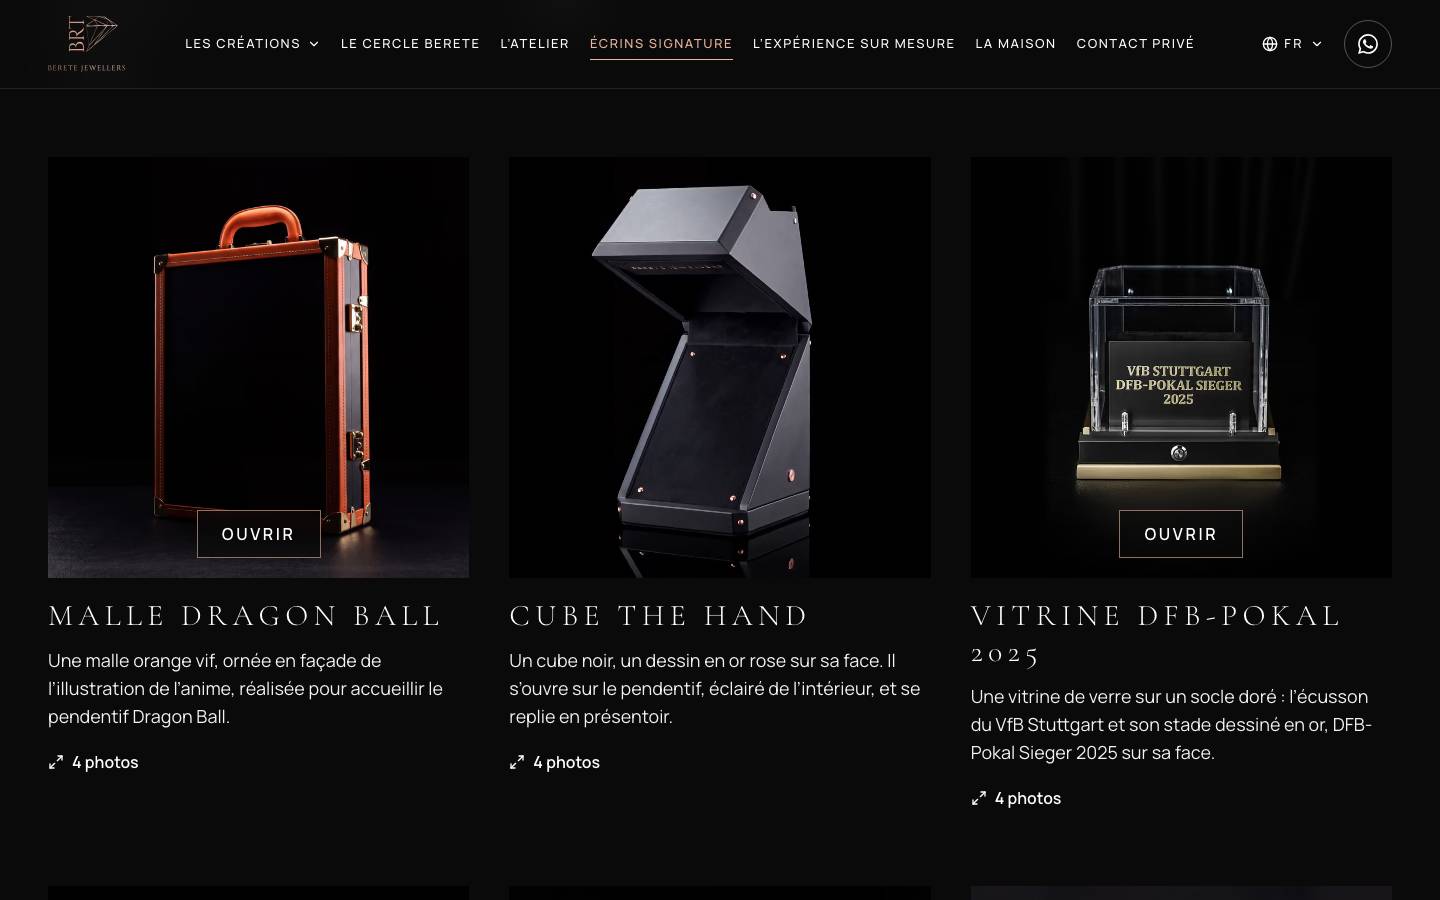 BRT
BERETE JEWELLERS
LES CRÉATIONS
LE CERCLE BERETE
L'ATELIER
ÉCRINS SIGNATURE
L'EXPÉRIENCE SUR MESURE
LA MAISON
CONTACT PRIVÉ
FR
VfB STUTTGART
DFB-POKAL SIEGER
2025
OUVRIR
OUVRIR
MALLE DRAGON BALL
Une malle orange vif, ornée en façade de
l'illustration de l'anime, réalisée pour accueillir le
pendentif Dragon Ball.
4 photos
CUBE THE HAND
Un cube noir, un dessin en or rose sur sa face. Il
s'ouvre sur le pendentif, éclairé de l'intérieur, et se
replie en présentoir.
4 photos
VITRINE DFB-POKAL
2025
Une vitrine de verre sur un socle doré : l'écusson
du VfB Stuttgart et son stade dessiné en or, DFB-
Pokal Sieger 2025 sur sa face.
4 photos